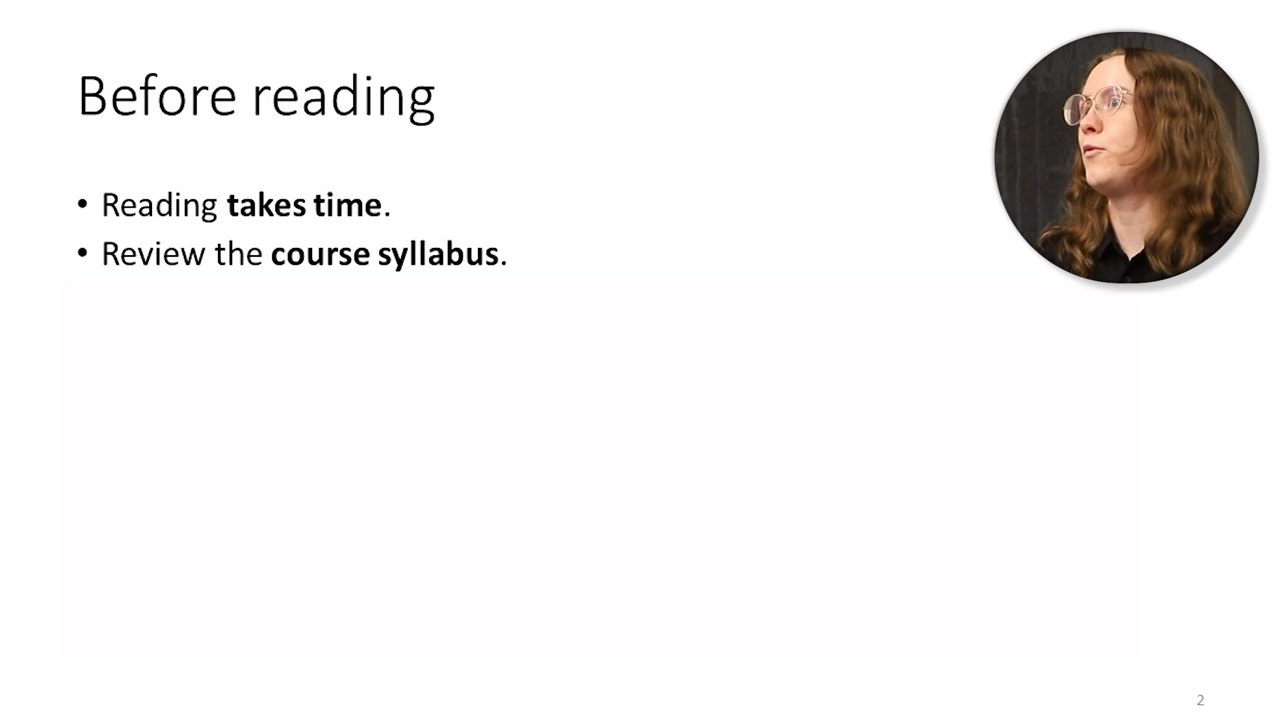 Before reading
• Reading takes time.
• Review the course syllabus.
2